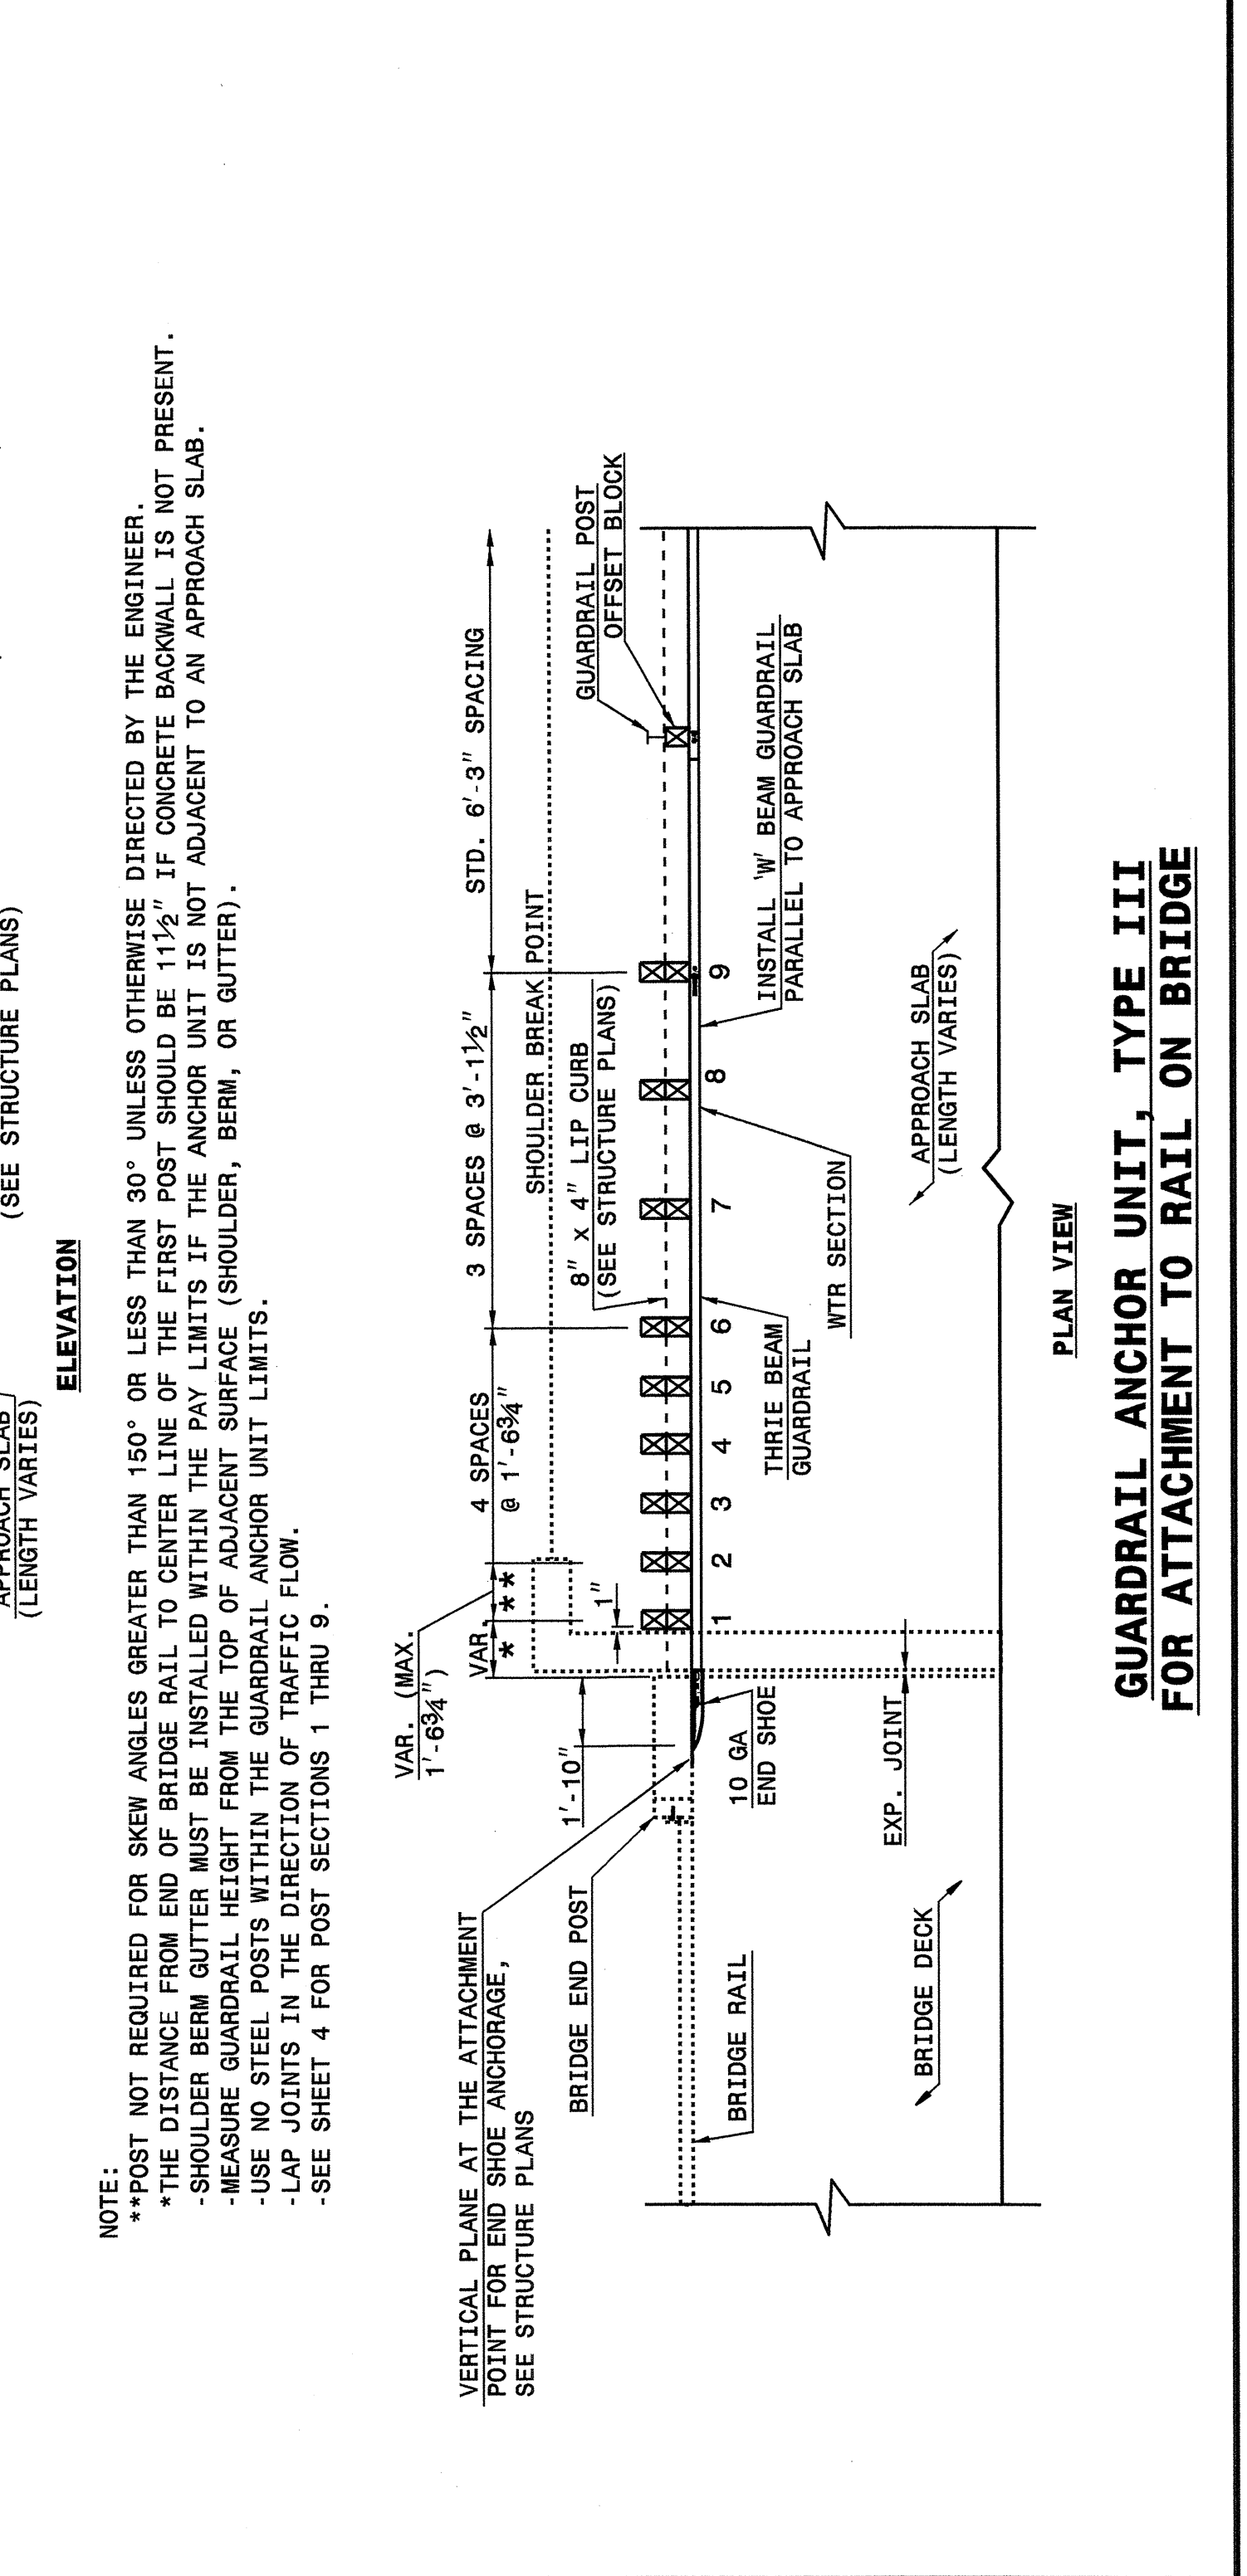 (SEE STRUCTURE PLANS)
(LENGTH VARIES)
ELEVATION
NOTE:
**POST NOT REQUIRED FOR SKEW ANGLES GREATER THAN 150° OR LESS THAN 30° UNLESS OTHERWISE DIRECTED BY THE ENGINEER.
*THE DISTANCE FROM END OF BRIDGE RAIL TO CENTER LINE OF THE FIRST POST SHOULD BE 11½" IF CONCRETE BACKWALL IS NOT PRESENT.
-SHOULDER BERM GUTTER MUST BE INSTALLED WITHIN THE PAY LIMITS IF THE ANCHOR UNIT IS NOT ADJACENT TO AN APPROACH SLAB.
-MEASURE GUARDRAIL HEIGHT FROM THE TOP OF ADJACENT SURFACE (SHOULDER, BERM, OR GUTTER).
-USE NO STEEL POSTS WITHIN THE GUARDRAIL ANCHOR UNIT LIMITS.
-LAP JOINTS IN THE DIRECTION OF TRAFFIC FLOW.
-SEE SHEET 4 FOR POST SECTIONS 1 THRU 9.
VAR. (MAX.
1'-6¾")
VERTICAL PLANE AT THE ATTACHMENT
POINT FOR END SHOE ANCHORAGE,
SEE STRUCTURE PLANS
VAR.
*
**
4 SPACES
@ 1'-6¾"
3 SPACES @ 3'-1½"
STD. 6'-3" SPACING
SHOULDER BREAK POINT
1'-10"
1"
BRIDGE END POST
8" x 4" LIP CURB
(SEE STRUCTURE PLANS)
GUARDRAIL POST
OFFSET BLOCK
1 2 3 4 5 6 7 8 9
BRIDGE RAIL
10 GA
END SHOE
THRIE BEAM
GUARDRAIL
WTR SECTION
INSTALL 'W' BEAM GUARDRAIL
PARALLEL TO APPROACH SLAB
EXP. JOINT
BRIDGE DECK
APPROACH SLAB
(LENGTH VARIES)
PLAN VIEW
GUARDRAIL ANCHOR UNIT, TYPE III
FOR ATTACHMENT TO RAIL ON BRIDGE